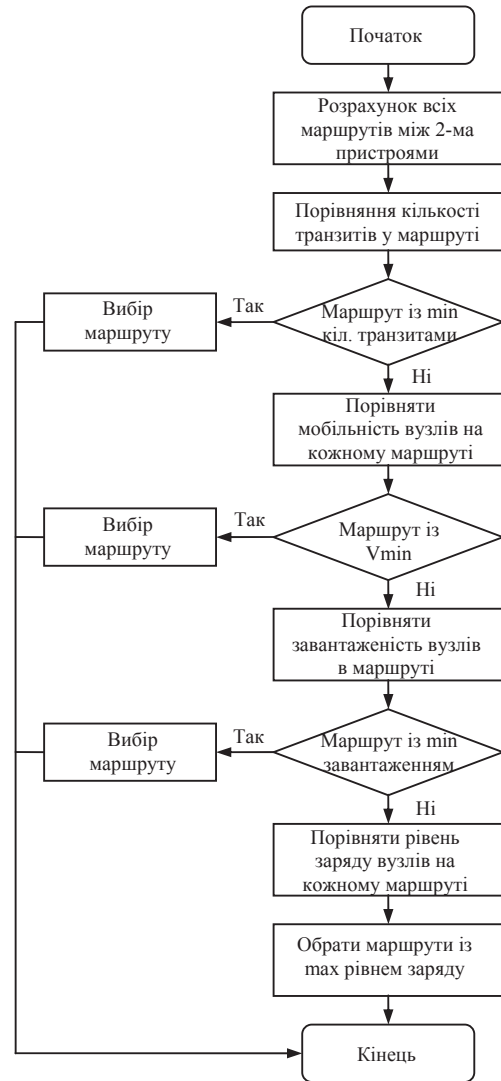 Початок
Розрахунок всіх
маршрутів між 2-ма
пристроями
Порівняння кількості
транзитів у маршруті
Маршрут із min
кіл. транзитами
Так
Вибір
маршруту
Ні
Порівняти
мобільність вузлів на
кожному маршруті
Маршрут із
Vmin
Так
Вибір
маршруту
Ні
Порівняти
завантаженість вузлів
в маршруті
Маршрут із min
завантаженням
Так
Вибір
маршруту
Ні
Порівняти рівень
заряду вузлів на
кожному маршруті
Обрати маршрути із
max рівнем заряду
Кінець